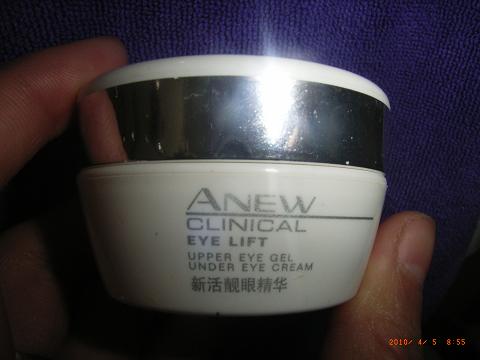 ANEW
CLINICAL
EYE LIFT
UPPER EYE GEL
UNDER EYE CREAM
新活靓眼精华
2010/ 4/ 5 8:55